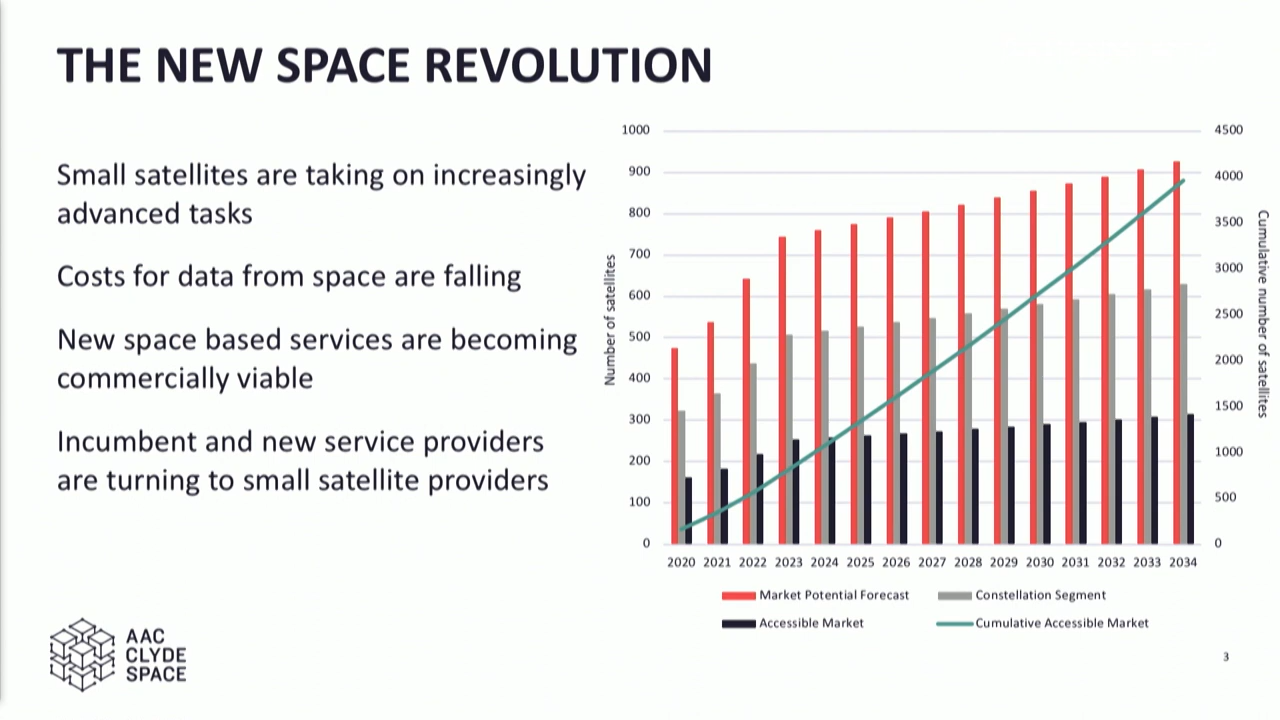 THE NEW SPACE REVOLUTION
Small satellites are taking on increasingly
advanced tasks
Costs for data from space are falling
New space based services are becoming
commercially viable
Incumbent and new service providers
are turning to small satellite providers
Number of satellites
1000
900
800
700
600
500
400
300
200
100
0
4500
4000
3500
3000
2500
2000
1500
1000
500
0
Cumulative number of satellites
2020 2021 2022 2023 2024 2025 2026 2027 2028 2029 2030 2031 2032 2033 2034
Market Potential Forecast Constellation Segment
Accessible Market Cumulative Accessible Market
AAC
CLYDE
SPACE
3